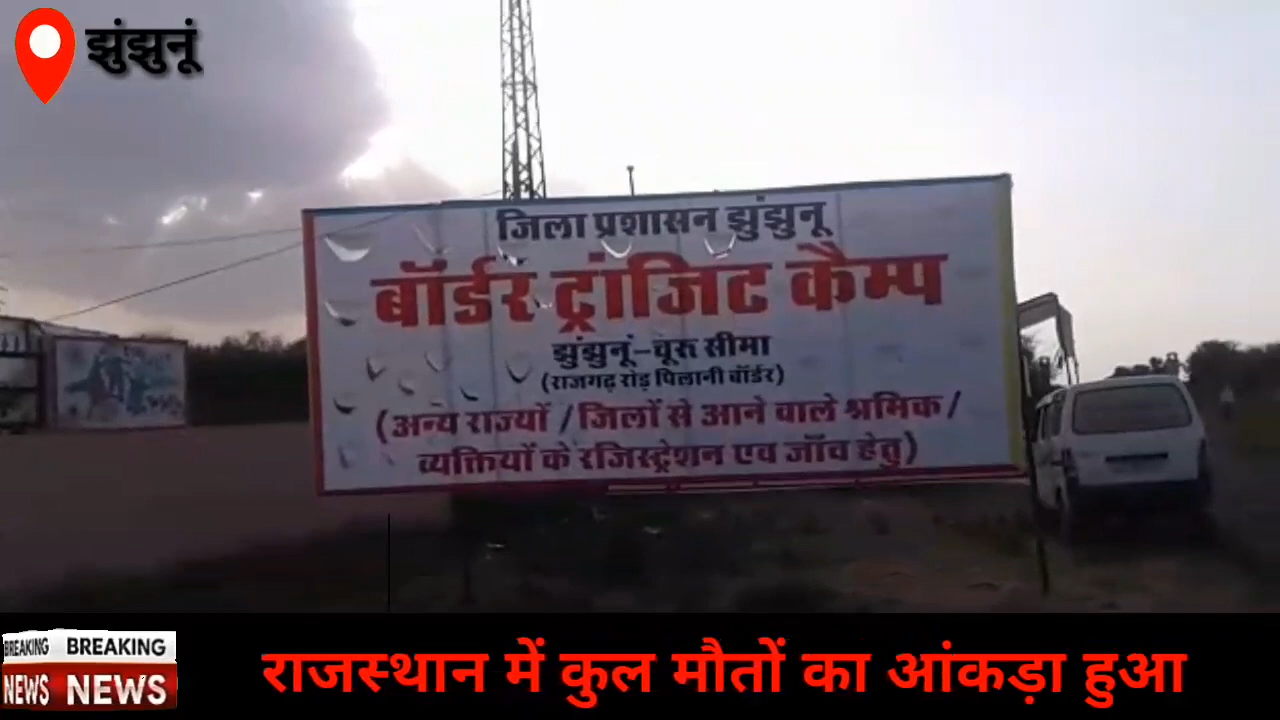 झुंझुनूं
जिला प्रशासन झुंझुनू
बॉर्डर ट्रांजिट कैम्प
झुंझुनूं-चूरू सीमा
(राजगढ़ रोड़ पिलानी बॉर्डर)
(अन्य राज्यों / जिलों से आने वाले श्रमिक /
व्यक्तियों के रजिस्ट्रेशन एव जॉच हेतु)
BREAKING BREAKING
NEWS NEWS
राजस्थान में कुल मौतों का आंकड़ा हुआ